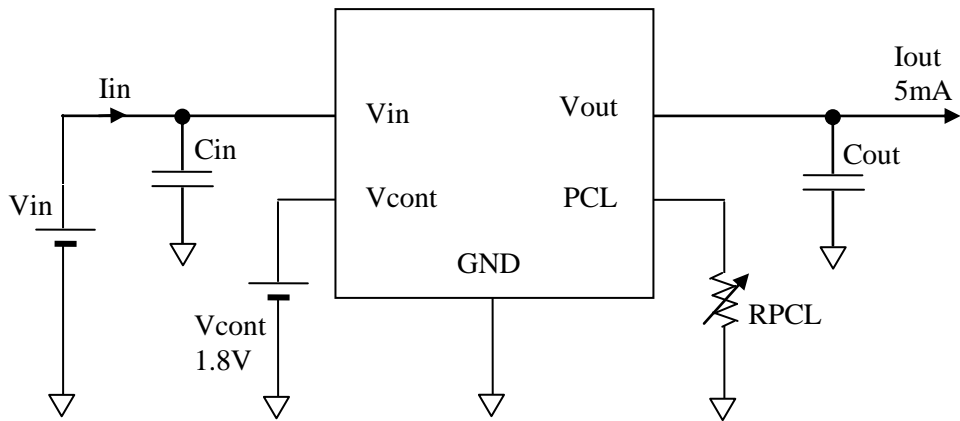 Iin
Iout
5mA
Vin
Vout
Cin
Cout
Vin
Vcont
PCL
GND
Vcont
1.8V
RPCL